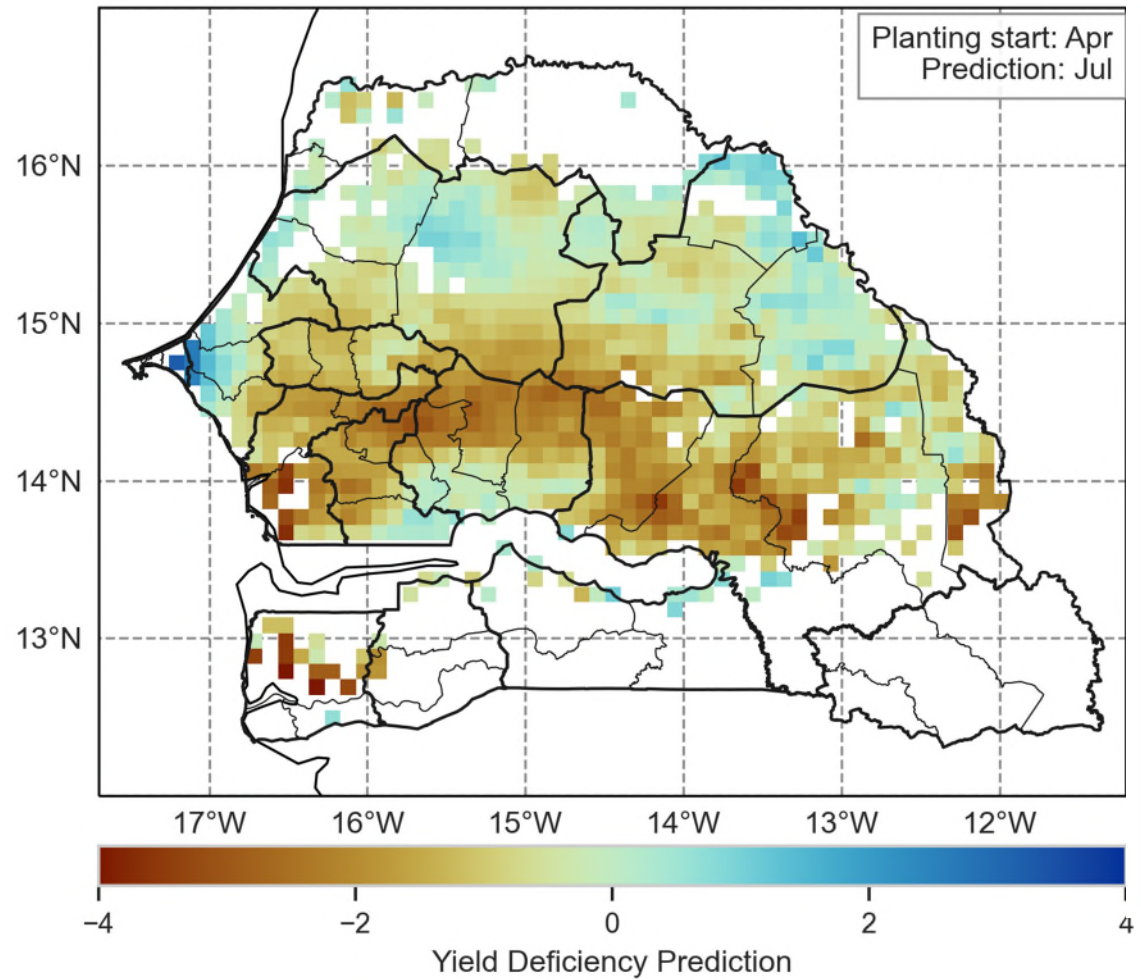 Planting start: Apr
Prediction: Jul
16°N
15°N
14°N
13°N
17°W 16°W 15°W 14°W 13°W 12°W
−4 −2 0 2 4
Yield Deficiency Prediction